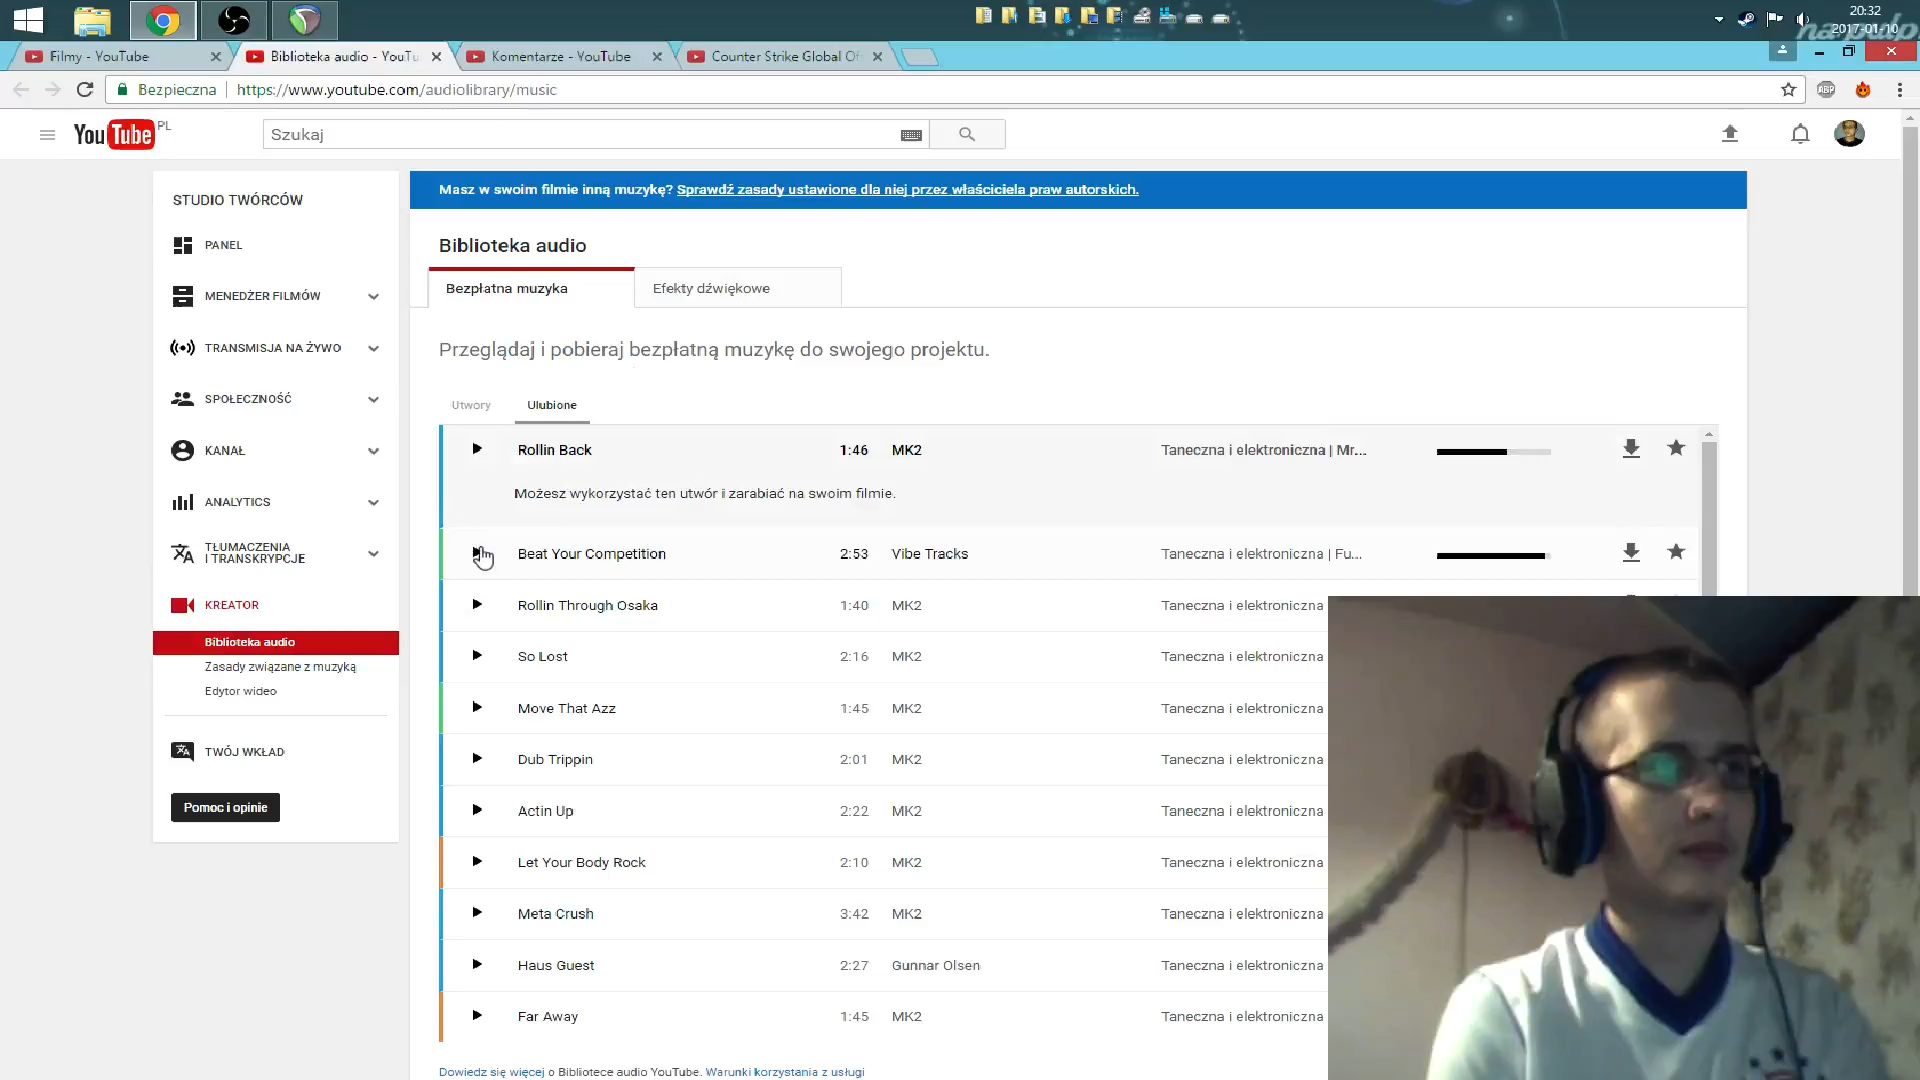 20:32
2017-01-10
Filmy - YouTube
Biblioteka audio - YouTu
Komentarze - YouTube
Counter Strike Global Of
Bezpieczna
https://www.youtube.com/audiolibrary/music
ABP
YouTube PL
Szukaj
STUDIO TWÓRCÓW
PANEL
MENEDŻER FILMÓW
TRANSMISJA NA ŻYWO
SPOŁECZNOŚĆ
KANAŁ
ANALYTICS
TŁUMACZENIA
I TRANSKRYPCJE
KREATOR
Biblioteka audio
Zasady związane z muzyką
Edytor wideo
TWÓJ WKŁAD
Pomoc i opinie
Masz w swoim filmie inną muzykę? Sprawdź zasady ustawione dla niej przez właściciela praw autorskich.
Biblioteka audio
Bezpłatna muzyka
Efekty dźwiękowe
Przeglądaj i pobieraj bezpłatną muzykę do swojego projektu.
Utwory
Ulubione
Rollin Back 1:46 MK2 Taneczna i elektroniczna | Mr...
Możesz wykorzystać ten utwór i zarabiać na swoim filmie.
Beat Your Competition 2:53 Vibe Tracks Taneczna i elektroniczna | Fu...
Rollin Through Osaka 1:40 MK2 Taneczna i elektroniczna
So Lost 2:16 MK2 Taneczna i elektroniczna
Move That Azz 1:45 MK2 Taneczna i elektroniczna
Dub Trippin 2:01 MK2 Taneczna i elektroniczna
Actin Up 2:22 MK2 Taneczna i elektroniczna
Let Your Body Rock 2:10 MK2 Taneczna i elektroniczna
Meta Crush 3:42 MK2 Taneczna i elektroniczna
Haus Guest 2:27 Gunnar Olsen Taneczna i elektroniczna
Far Away 1:45 MK2 Taneczna i elektroniczna
Dowiedz się więcej o Bibliotece audio YouTube. Warunki korzystania z usługi